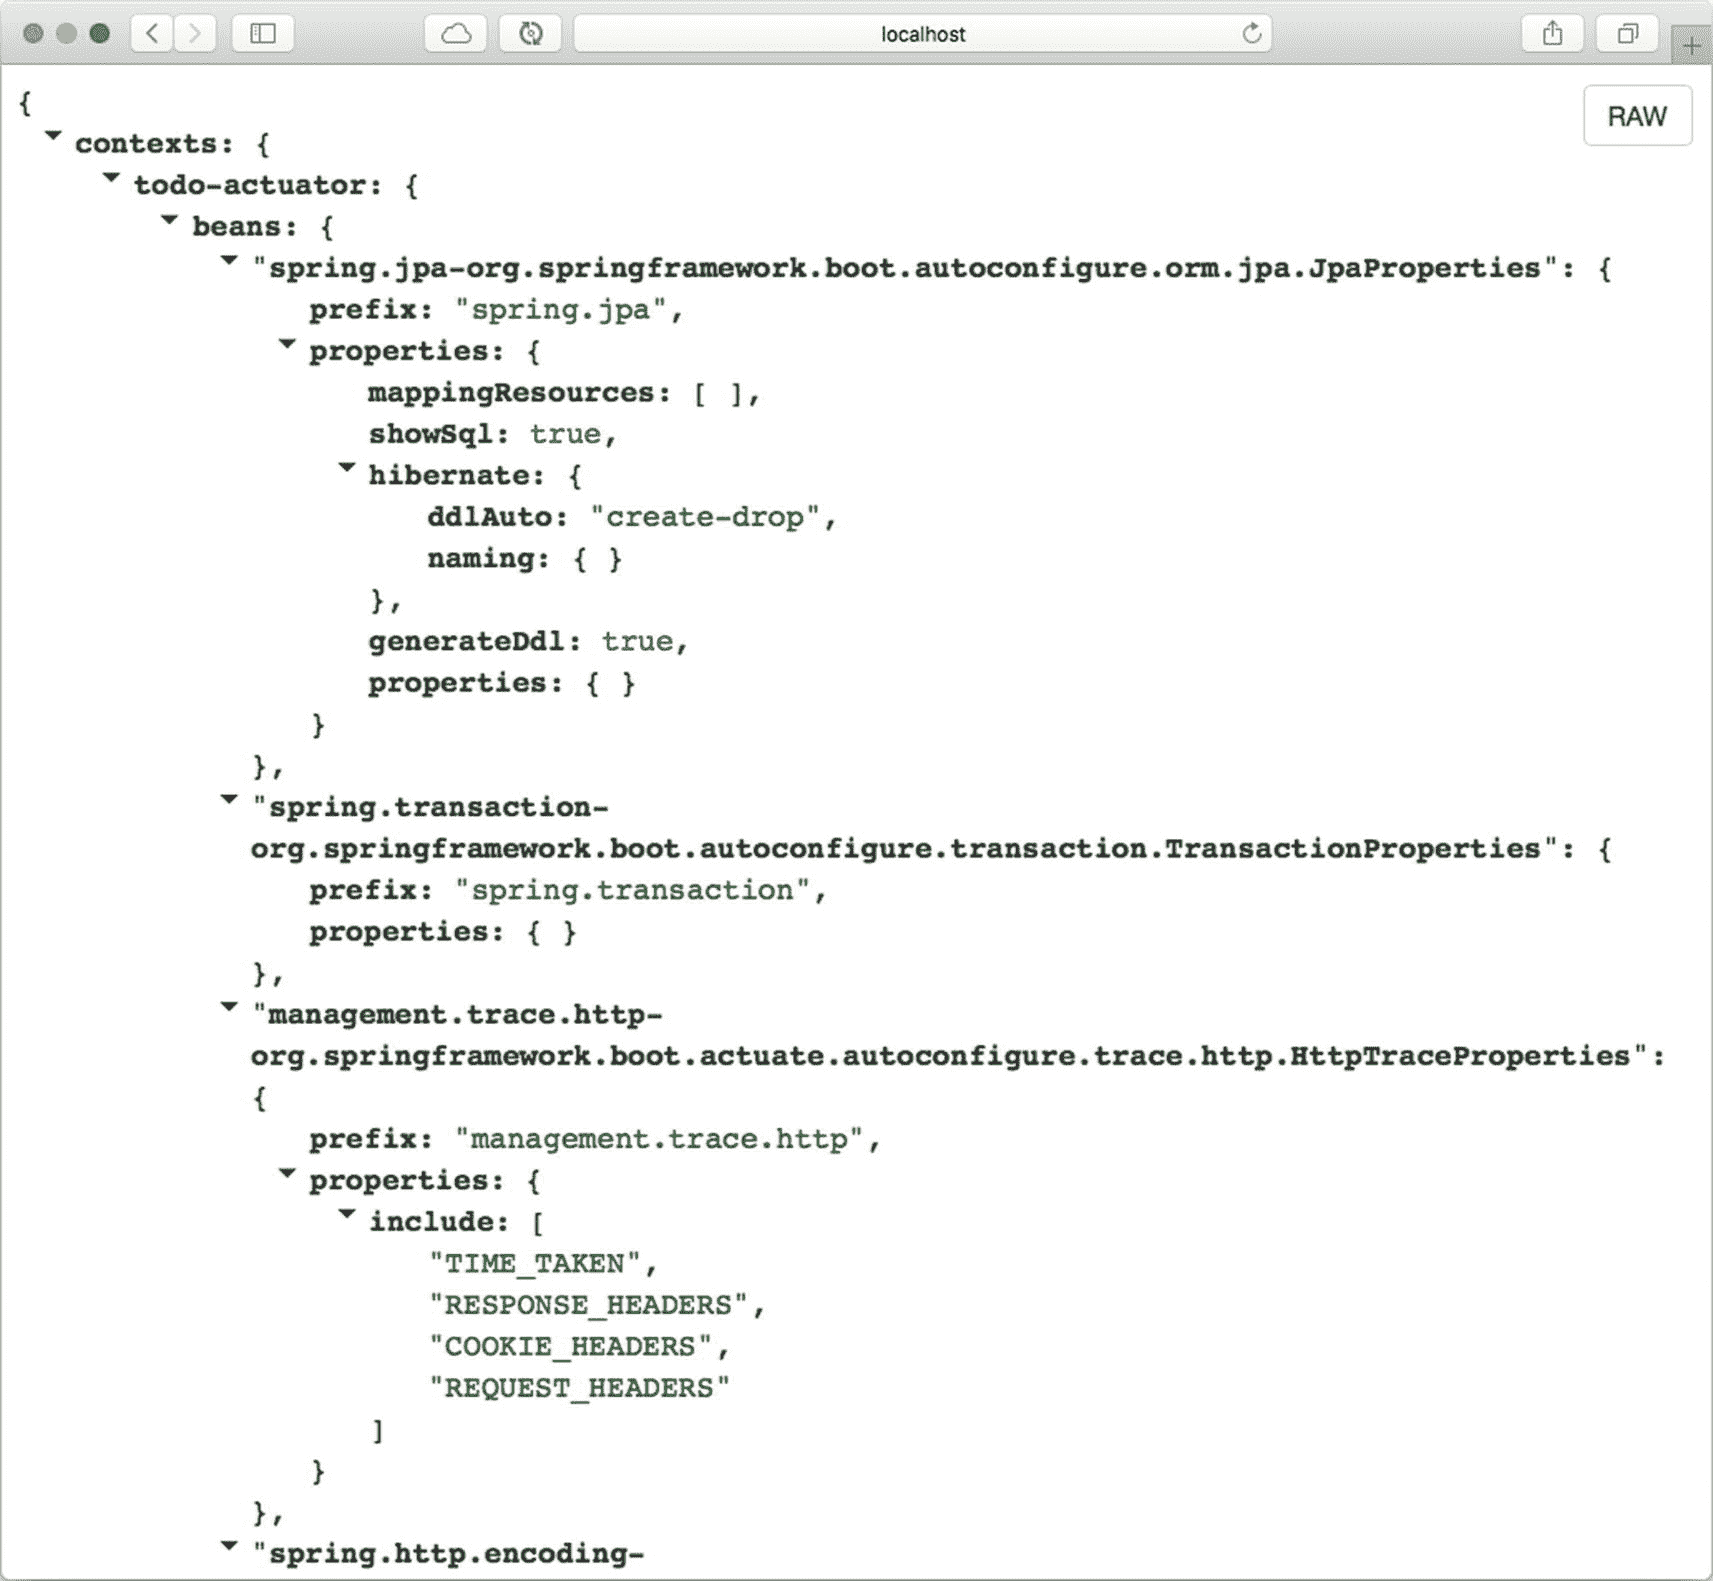 localhost
RAW
{
contexts: {
todo-actuator: {
beans: {
"spring.jpa-org.springframework.boot.autoconfigure.orm.jpa.JpaProperties": {
prefix: "spring.jpa",
properties: {
mappingResources: [ ],
showSql: true,
hibernate: {
ddlAuto: "create-drop",
naming: { }
},
generateDdl: true,
properties: { }
}
},
"spring.transaction-
org.springframework.boot.autoconfigure.transaction.TransactionProperties": {
prefix: "spring.transaction",
properties: { }
},
"management.trace.http-
org.springframework.boot.actuate.autoconfigure.trace.http.HttpTraceProperties":
{
prefix: "management.trace.http",
properties: {
include: [
"TIME_TAKEN",
"RESPONSE_HEADERS",
"COOKIE_HEADERS",
"REQUEST_HEADERS"
]
}
},
"spring.http.encoding-